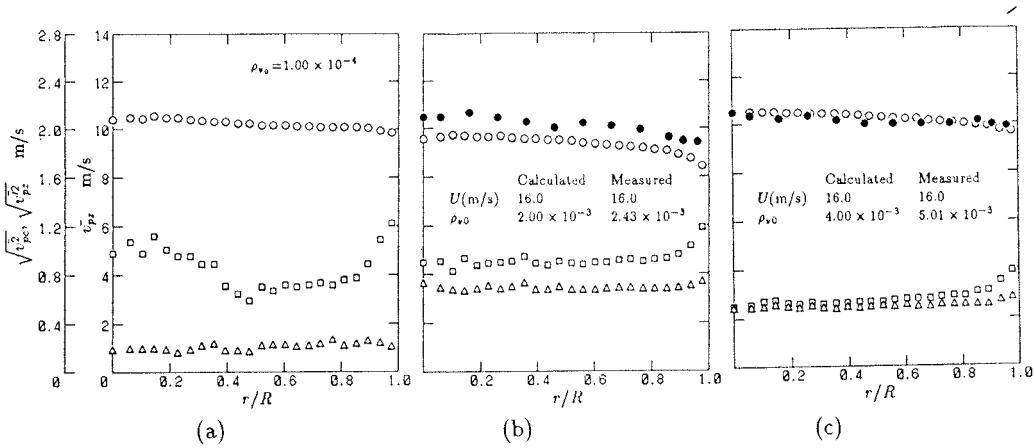 √v'²pc, √v'²pz m/s
v̄pz m/s
2.8
2.4
2.0
1.6
1.2
0.8
0.4
0
14
12
10
8
6
4
2
0
ρv0 = 1.00 × 10⁻⁴
0.2 0.4 0.6 0.8 1.0
r/R
(a)
Calculated Measured
U(m/s) 16.0 16.0
ρv0 2.00 × 10⁻³ 2.43 × 10⁻³
0.2 0.4 0.6 0.8 1.0
r/R
(b)
Calculated Measured
U(m/s) 16.0 16.0
ρv0 4.00 × 10⁻³ 5.01 × 10⁻³
0.2 0.4 0.6 0.8 1.0
r/R
(c)